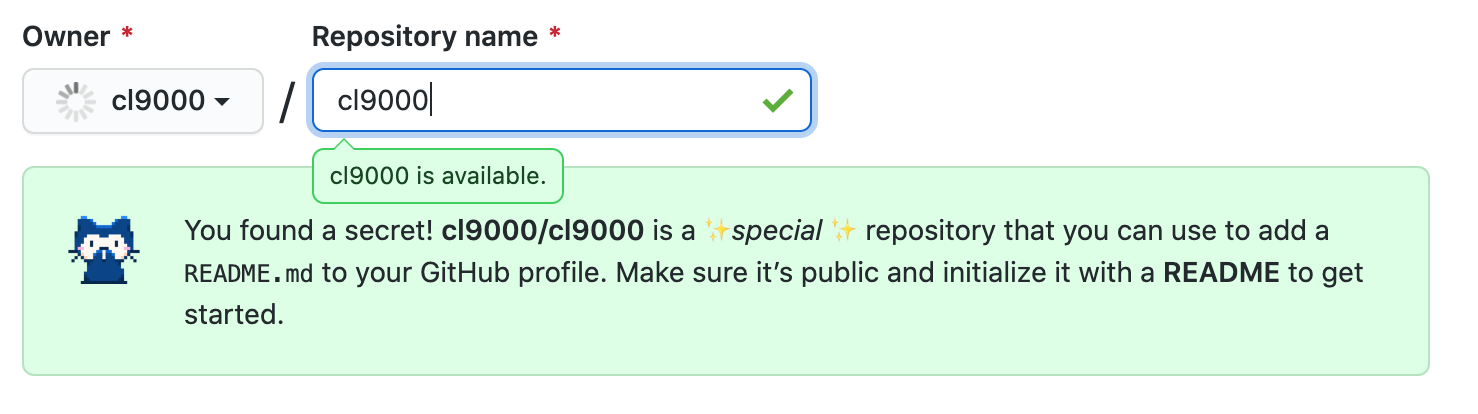 Owner *
Repository name *
cl9000
/
cl9000
cl9000 is available.
You found a secret! cl9000/cl9000 is a ✨special ✨ repository that you can use to add a
README.md to your GitHub profile. Make sure it’s public and initialize it with a README to get
started.